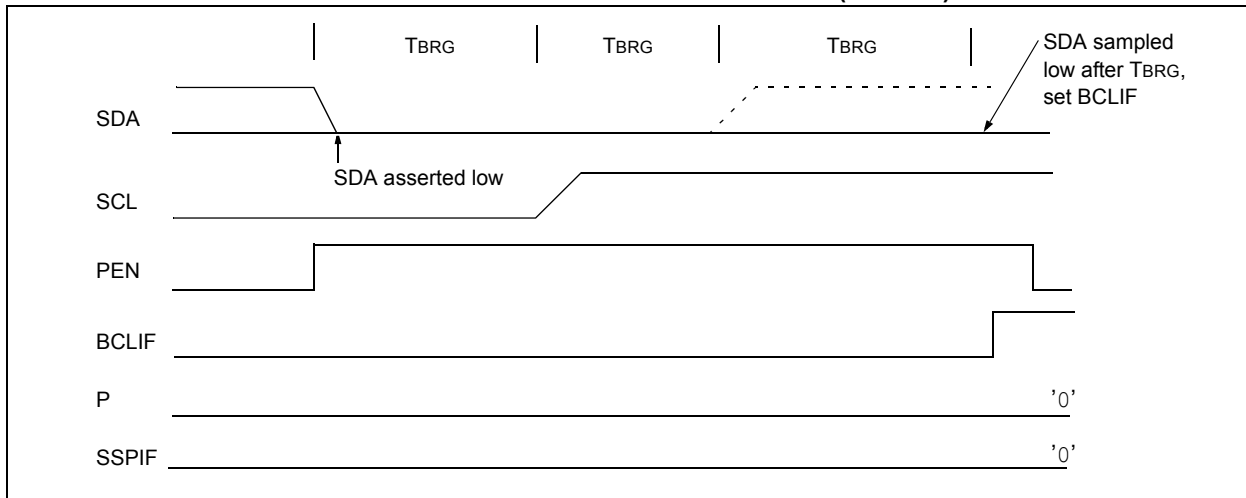 TBRG TBRG TBRG
SDA sampled
low after TBRG,
set BCLIF
SDA
SDA asserted low
SCL
PEN
BCLIF
P '0'
SSPIF '0'